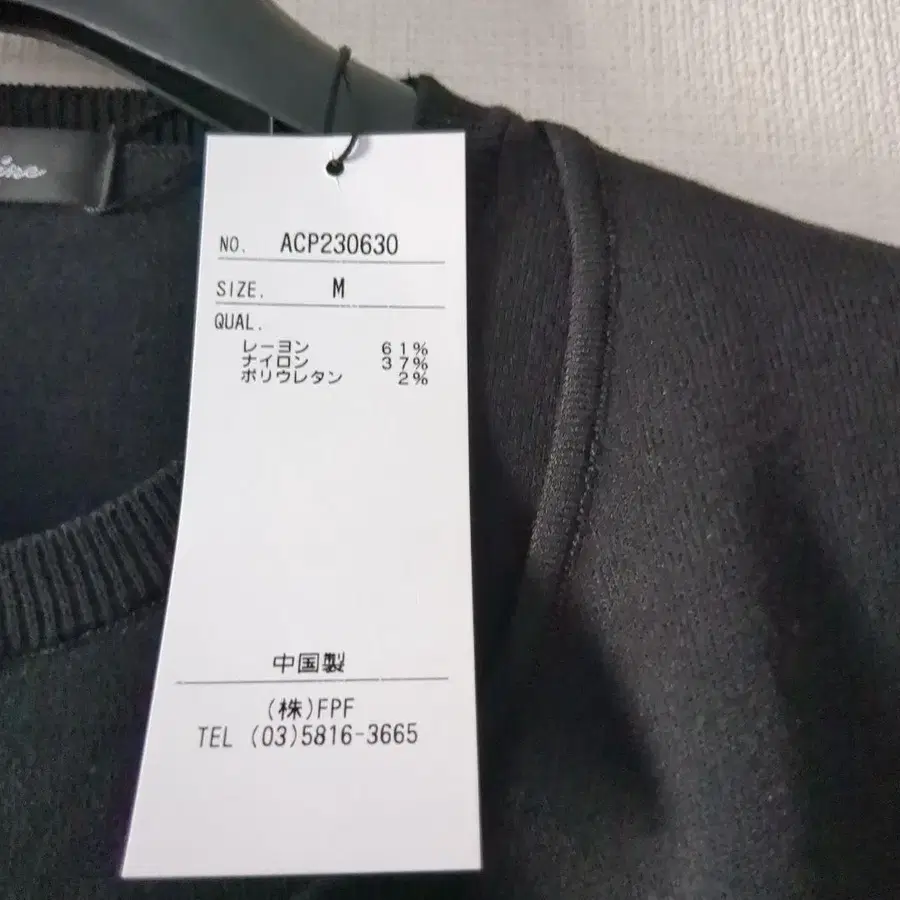 NO. ACP230630
SIZE. M
QUAL.
レーヨン 61%
ナイロン 37%
ポリウレタン 2%
中国製
(株)FPF
TEL (03)5816-3665